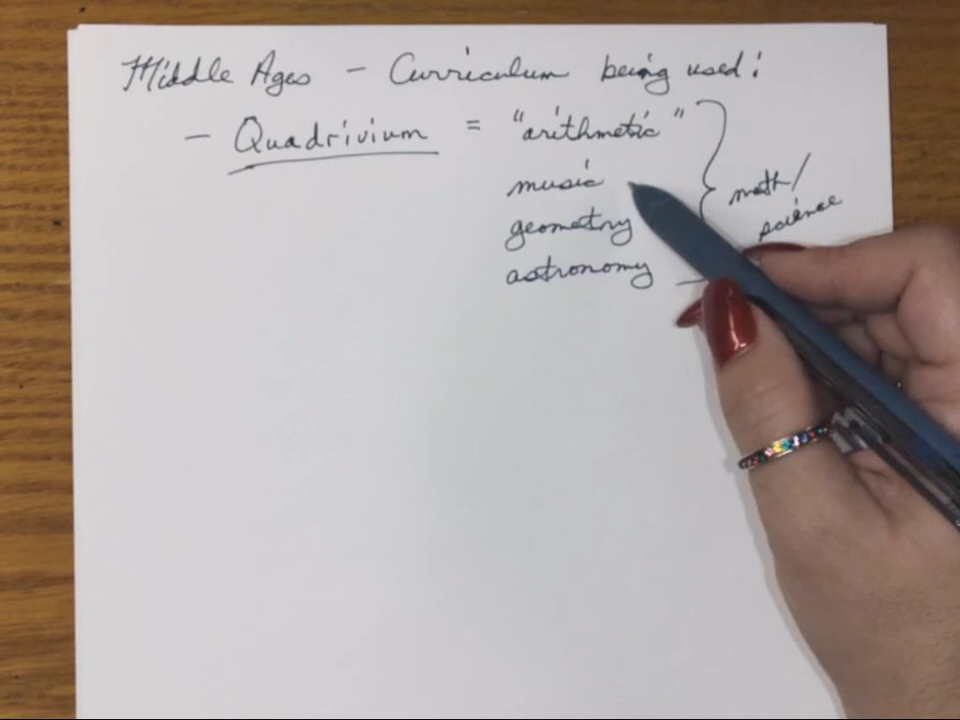 Middle Ages - Curriculum being used:
- Quadrivium = "arithmetic"
music
geometry
astronomy
math/
science